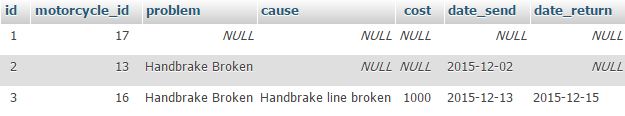 id motorcycle_id problem cause cost date_send date_return
1 17 NULL NULL NULL NULL NULL
2 13 Handbrake Broken NULL NULL 2015-12-02 NULL
3 16 Handbrake Broken Handbrake line broken 1000 2015-12-13 2015-12-15